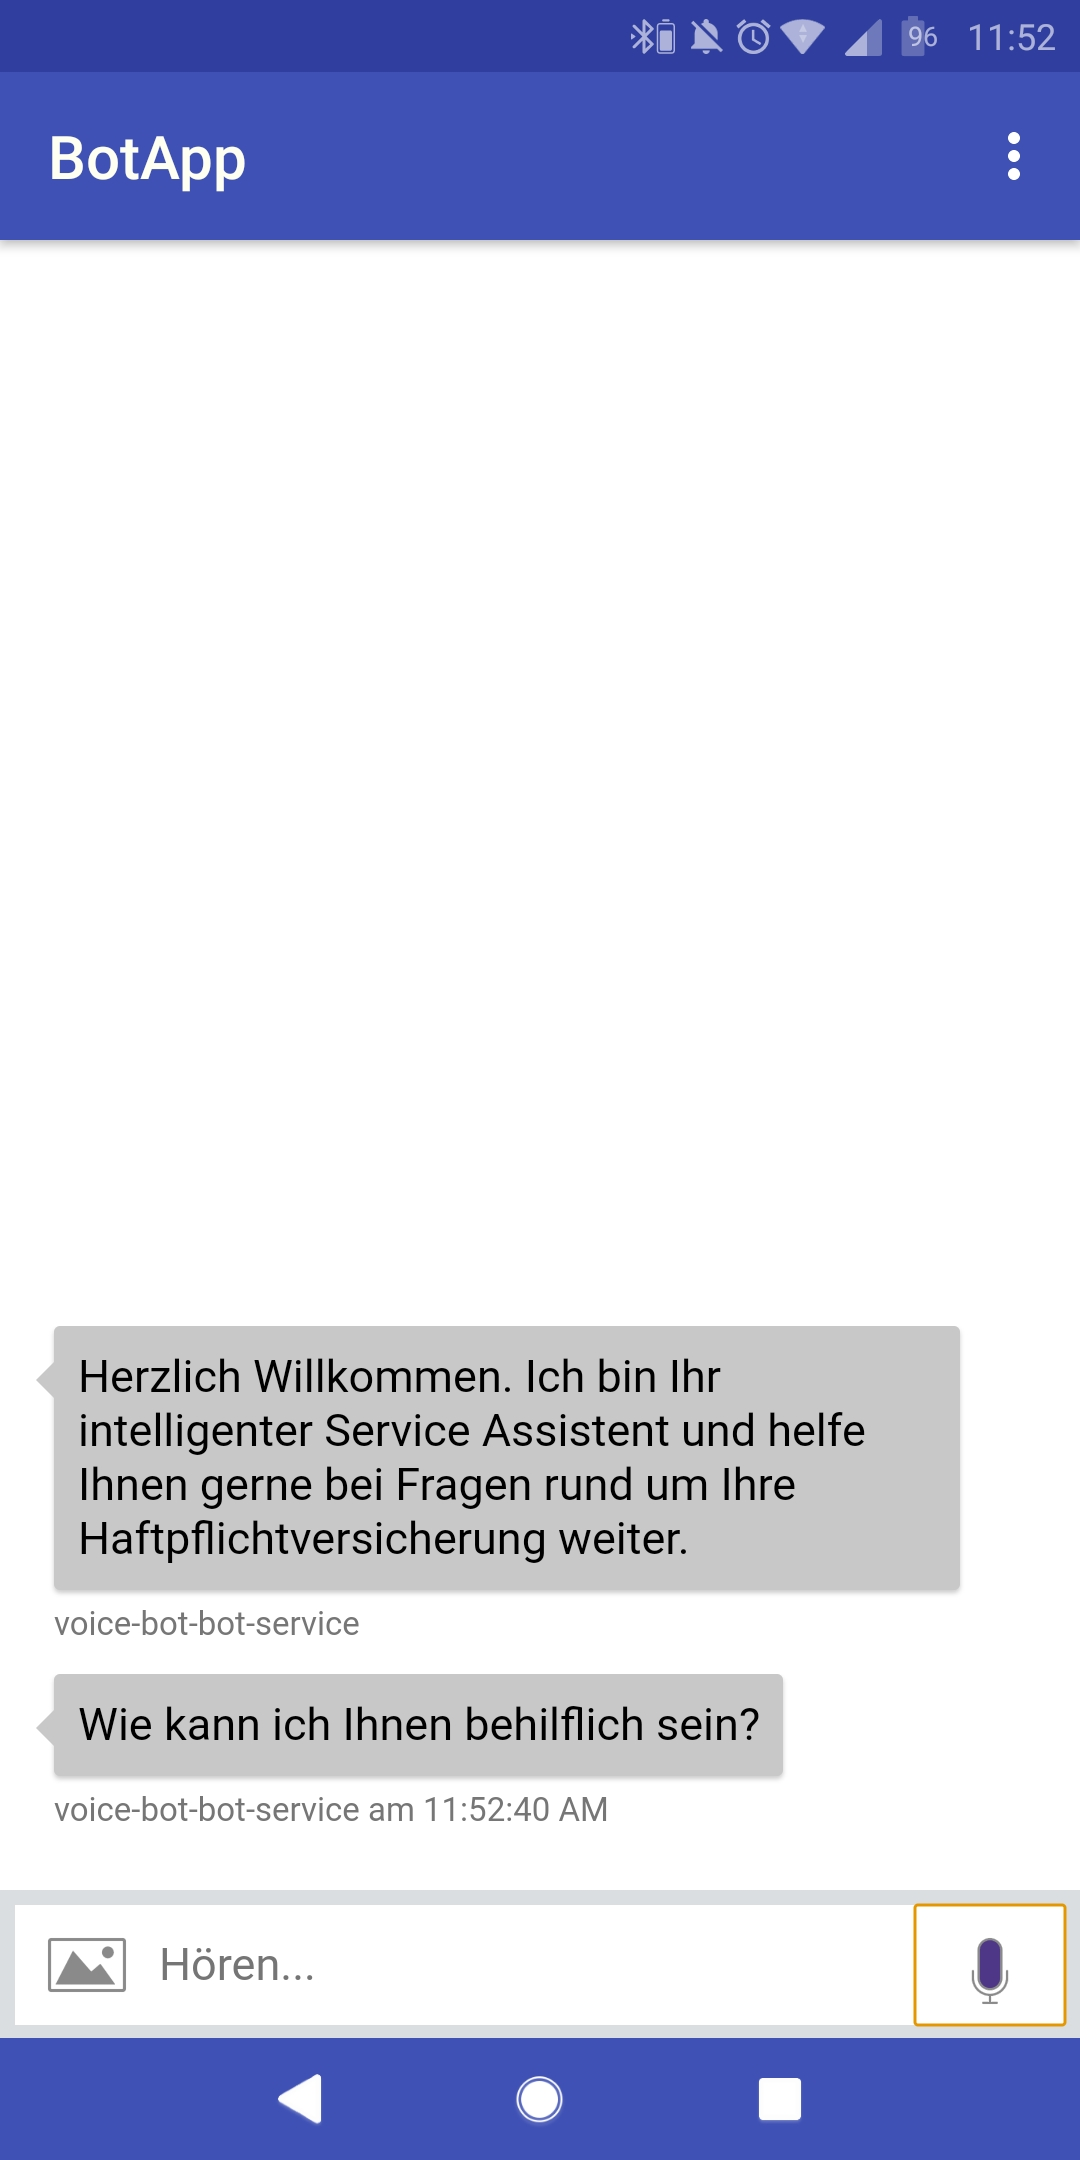 96 11:52
BotApp
Herzlich Willkommen. Ich bin Ihr
intelligenter Service Assistent und helfe
Ihnen gerne bei Fragen rund um Ihre
Haftpflichtversicherung weiter.
voice-bot-bot-service
Wie kann ich Ihnen behilflich sein?
voice-bot-bot-service am 11:52:40 AM
Hören...